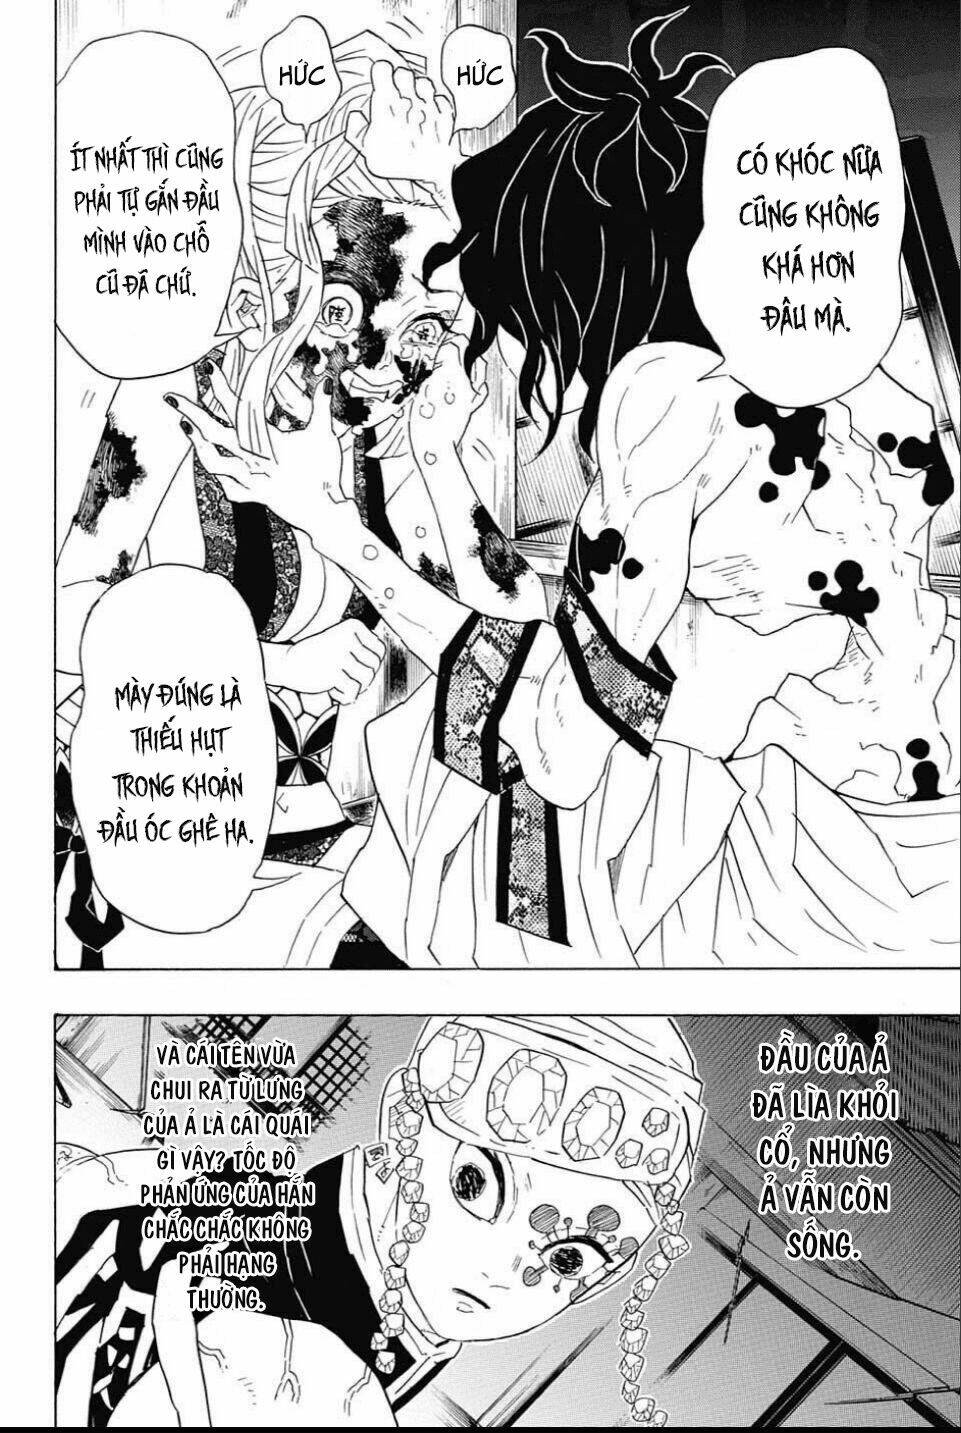 CÓ KHÓC NỮA
CŨNG KHÔNG
KHÁ HƠN
ĐÂU MÀ.
HỨC
HỨC
ÍT NHẤT THÌ CŨNG
PHẢI TỰ GẮN ĐẦU
MÌNH VÀO CHỖ
CŨ ĐÃ CHỨ.
MÀY ĐÚNG LÀ
THIẾU HỤT
TRONG KHOẢN
ĐẦU ÓC GHÊ HA.
ĐẦU CỦA Ả
ĐÃ LÌA KHỎI
CỔ, NHƯNG
Ả VẪN CÒN
SỐNG.
VÀ CÁI TÊN VỪA
CHUI RA TỪ LƯNG
CỦA Ả LÀ CÁI QUÁI
GÌ VẬY? TỐC ĐỘ
PHẢN ỨNG CỦA HẮN
CHẮC CHẮC KHÔNG
PHẢI HẠNG
THƯỜNG.